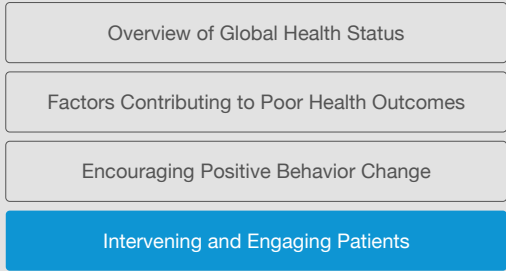 Overview of Global Health Status
Factors Contributing to Poor Health Outcomes
Encouraging Positive Behavior Change
Intervening and Engaging Patients